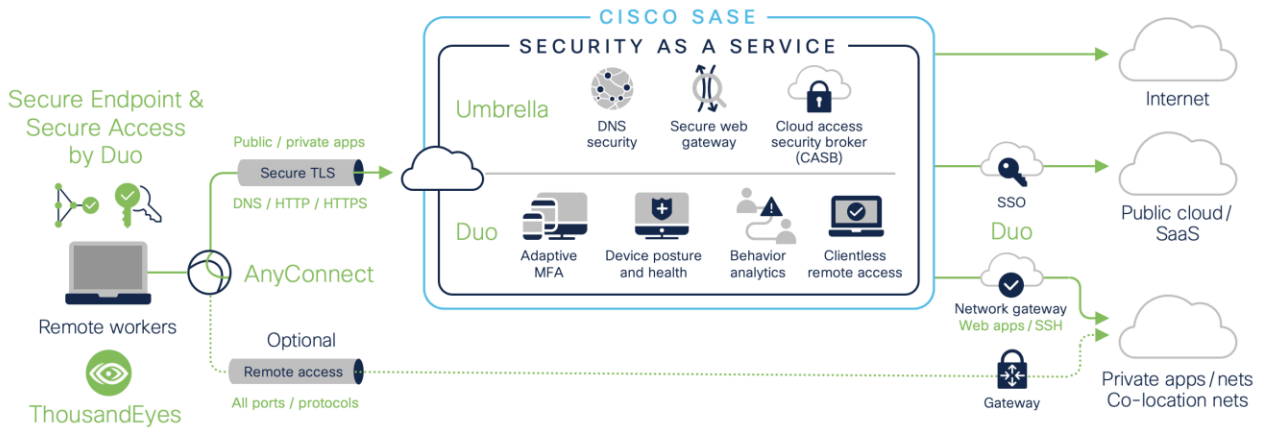 CISCO SASE
SECURITY AS A SERVICE
Secure Endpoint &
Secure Access
by Duo
Remote workers
ThousandEyes
AnyConnect
Public / private apps
Secure TLS
DNS / HTTP / HTTPS
Optional
Remote access
All ports / protocols
Umbrella
DNS
security
Secure web
gateway
Cloud access
security broker
(CASB)
Duo
Adaptive
MFA
Device posture
and health
Behavior
analytics
Clientless
remote access
Internet
SSO
Public cloud /
SaaS
Duo
Network gateway
Web apps / SSH
Gateway
Private apps / nets
Co-location nets